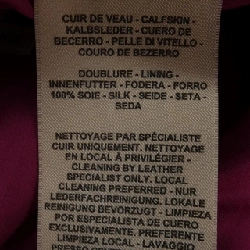 CUIR DE VEAU - CALFSKIN -
KALBSLEDER - CUERO DE
BECERRO - PELLE DI VITELLO -
COURO DE BEZERRO
DOUBLURE - LINING -
INNENFUTTER - FODERA - FORRO
100% SOIE - SILK - SEIDE - SETA -
SEDA
NETTOYAGE PAR SPÉCIALISTE
CUIR UNIQUEMENT. NETTOYAGE
EN LOCAL À PRIVILÉGIER -
CLEANING BY LEATHER
SPECIALIST ONLY. LOCAL
CLEANING PREFERRED - NUR
LEDERFACHREINIGUNG. LOKALE
REINIGUNG BEVORZUGT - LIMPIEZA
POR ESPECIALISTA DE CUERO
EXCLUSIVAMENTE. PREFERENTE
LIMPIEZA LOCAL - LAVAGGIO